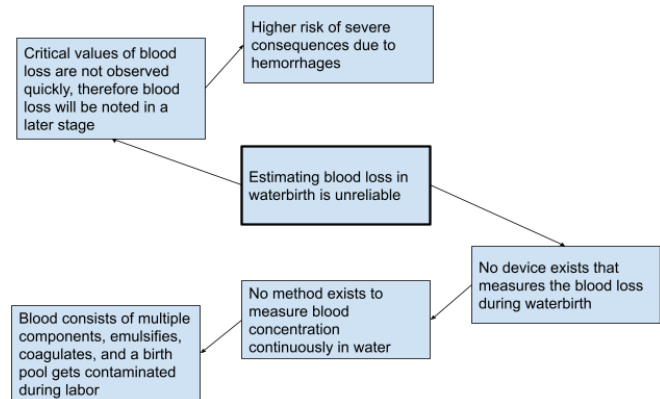 Higher risk of severe
consequences due to
hemorrhages
Critical values of blood
loss are not observed
quickly, therefore blood
loss will be noted in a
later stage
Estimating blood loss in
waterbirth is unreliable
No device exists that
measures the blood loss
during waterbirth
No method exists to
measure blood
concentration
continuously in water
Blood consists of multiple
components, emulsifies,
coagulates, and a birth
pool gets contaminated
during labor